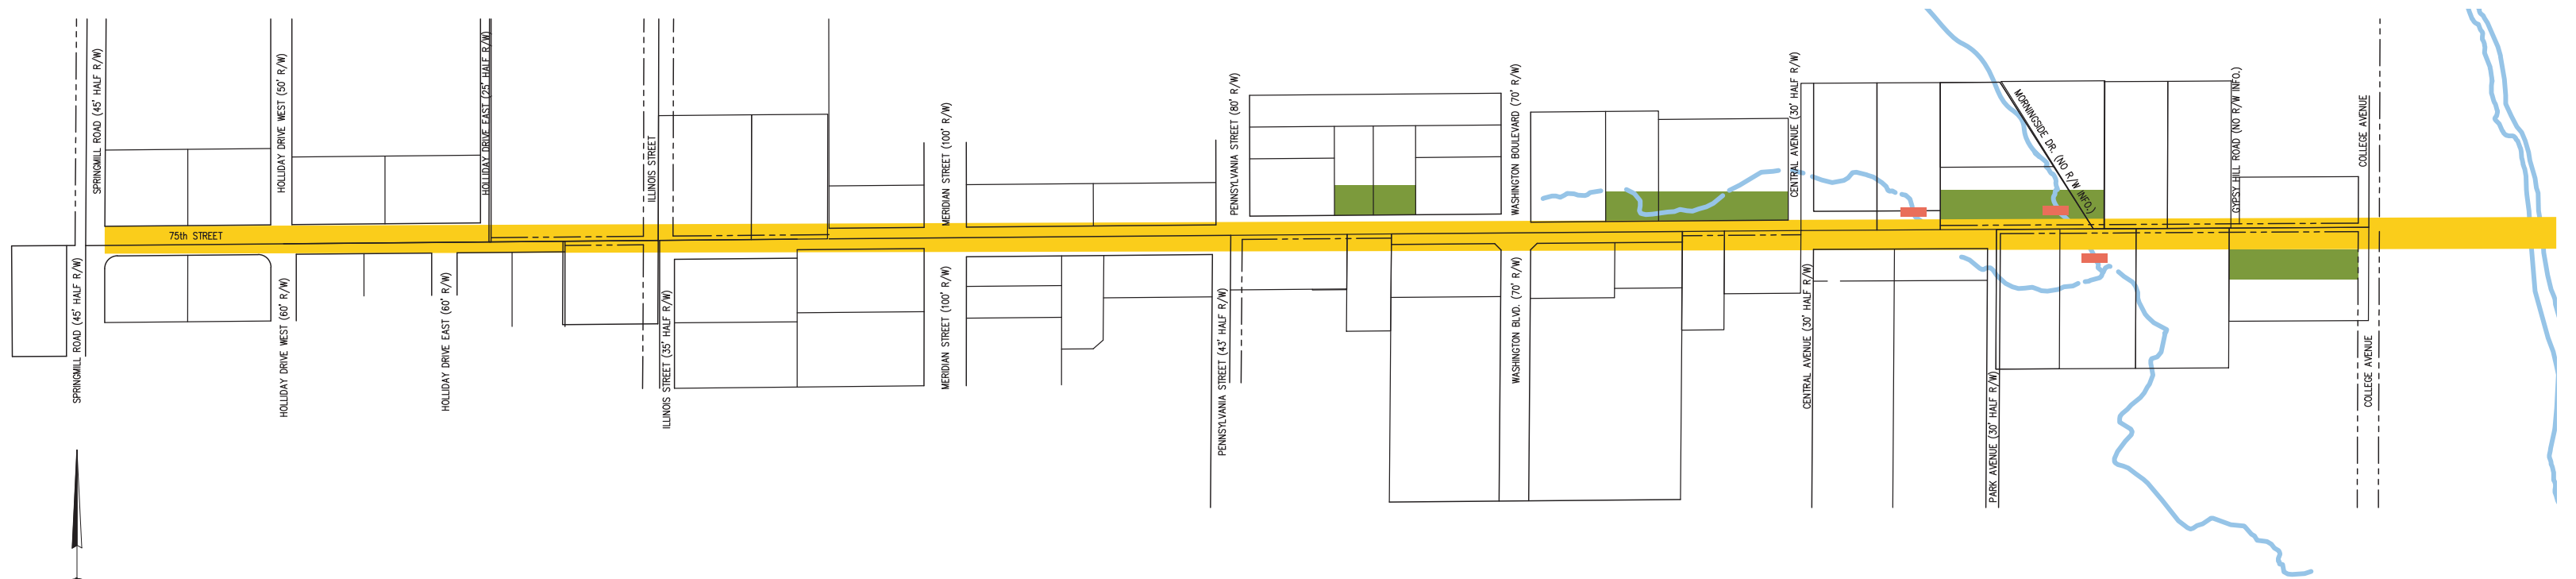 SPRINGMILL ROAD (45' HALF R/W)
HOLLIDAY DRIVE WEST (50' R/W)
HOLLIDAY DRIVE EAST (25' HALF R/W)
ILLINOIS STREET
MERIDIAN STREET (100' R/W)
PENNSYLVANIA STREET (80' R/W)
WASHINGTON BOULEVARD (70' R/W)
CENTRAL AVENUE (30' HALF R/W)
MORNINGSIDE DR. (NO R/W INFO.)
GYPSY HILL ROAD (NO R/W INFO.)
COLLEGE AVENUE
75th STREET
SPRINGMILL ROAD (45' HALF R/W)
HOLLIDAY DRIVE WEST (60' R/W)
HOLLIDAY DRIVE EAST (60' R/W)
ILLINOIS STREET (35' HALF R/W)
MERIDIAN STREET (100' R/W)
PENNSYLVANIA STREET (43' HALF R/W)
WASHINGTON BLVD. (70' R/W)
CENTRAL AVENUE (30' HALF R/W)
PARK AVENUE (30' HALF R/W)
COLLEGE AVENUE